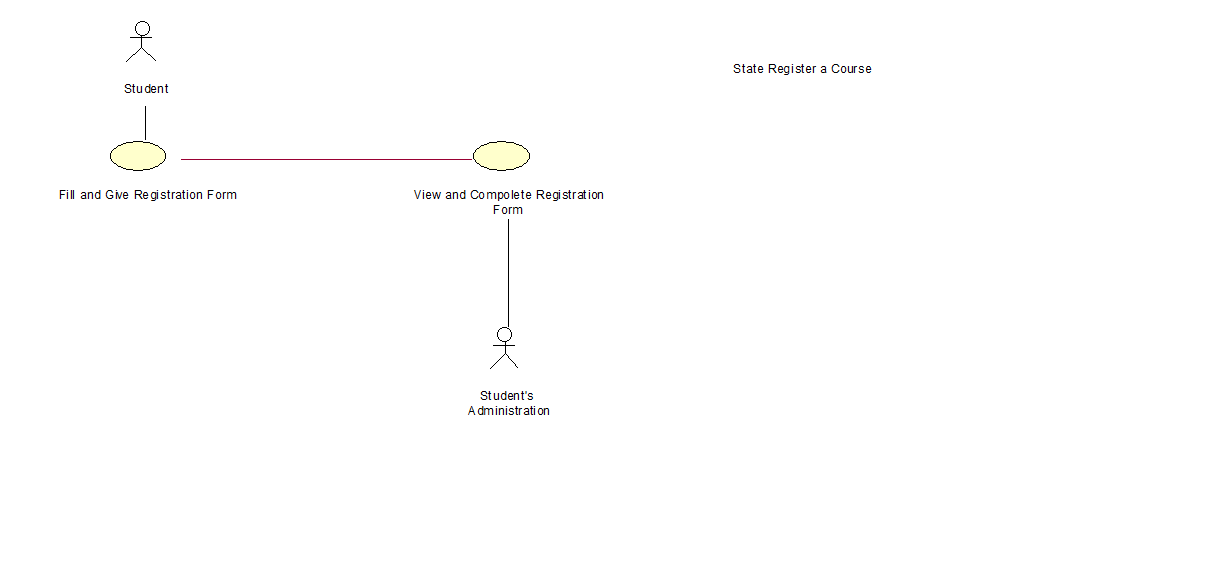 State Register a Course
Student
Fill and Give Registration Form
View and Compolete Registration
Form
Student's
Administration